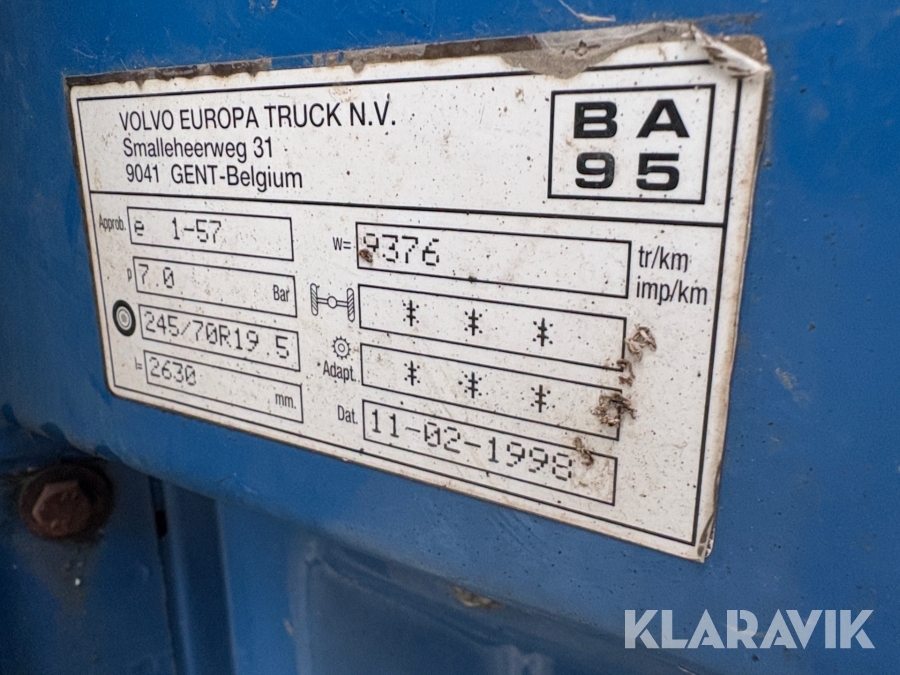 VOLVO EUROPA TRUCK N.V.
Smalleheerweg 31
9041 GENT-Belgium
BA
95
Approb. e 1-57
p 7.0 Bar
245/70R19.5
l= 2630 mm.
w= 9376 tr/km
imp/km
* * *
Adapt. * * *
Dat. 11-02-1998
KLARAVIK